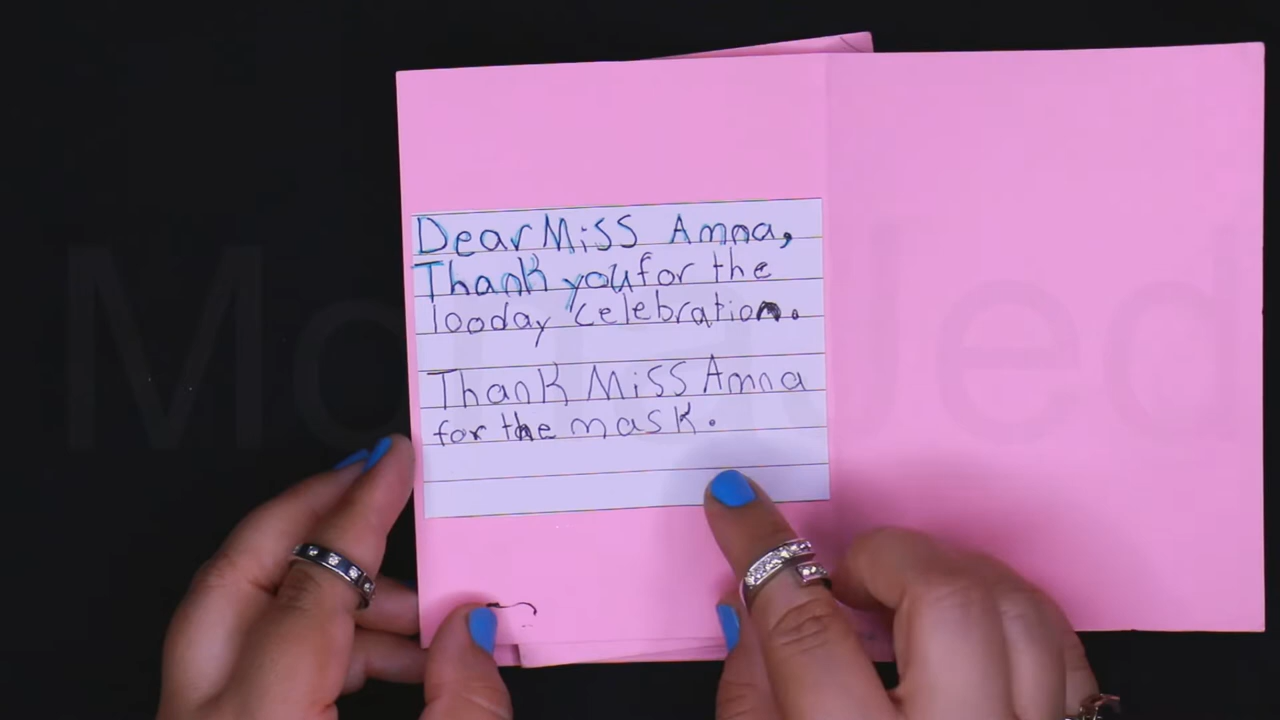 Dear Miss Amna,
Thank you for the
100day Celebration.
Thank Miss Amna
for the mask.